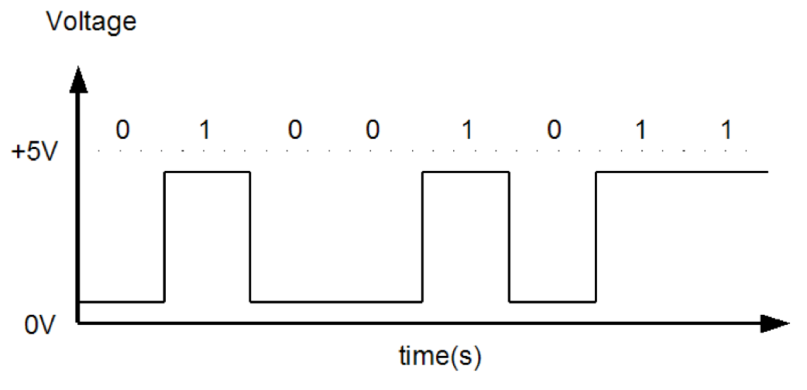 Voltage
0 1 0 0 1 0 1 1
+5V
0V
time(s)